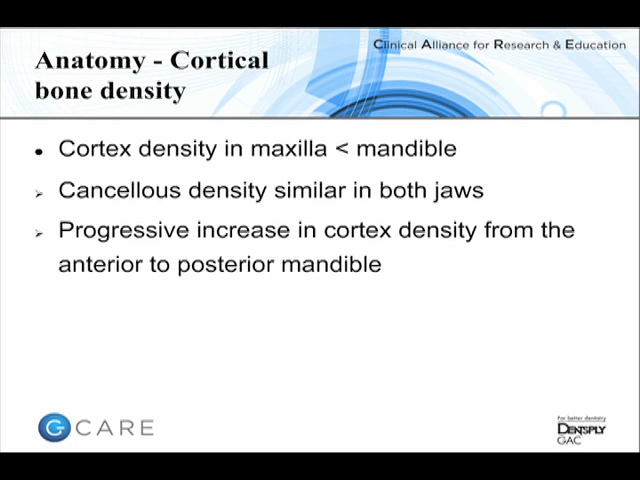 Clinical Alliance for Research & Education
Anatomy - Cortical
bone density
Cortex density in maxilla < mandible
Cancellous density similar in both jaws
Progressive increase in cortex density from the
anterior to posterior mandible
G CARE
For better dentistry
DENTSPLY
GAC